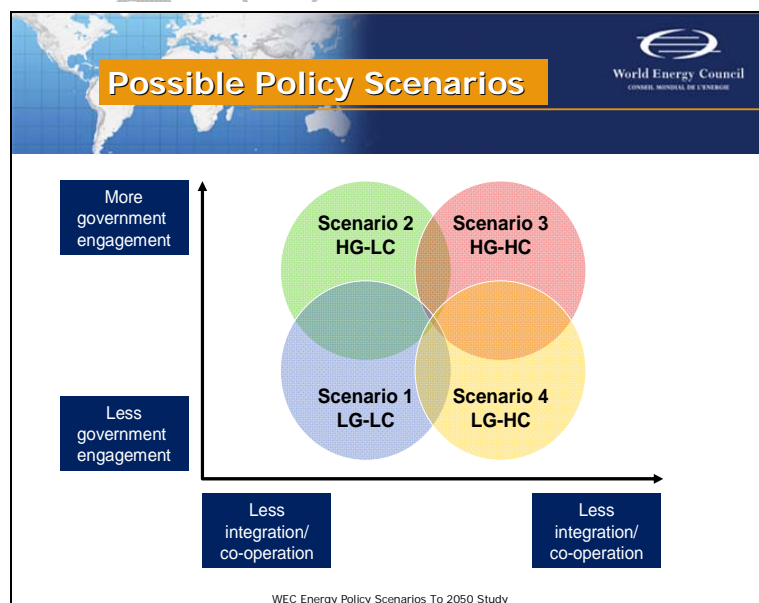 Possible Policy Scenarios
World Energy Council
CONSEIL MONDIAL DE L'ENERGIE
More
government
engagement
Scenario 2
HG-LC
Scenario 3
HG-HC
Scenario 1
LG-LC
Scenario 4
LG-HC
Less
government
engagement
Less
integration/
co-operation
Less
integration/
co-operation
WEC Energy Policy Scenarios To 2050 Study